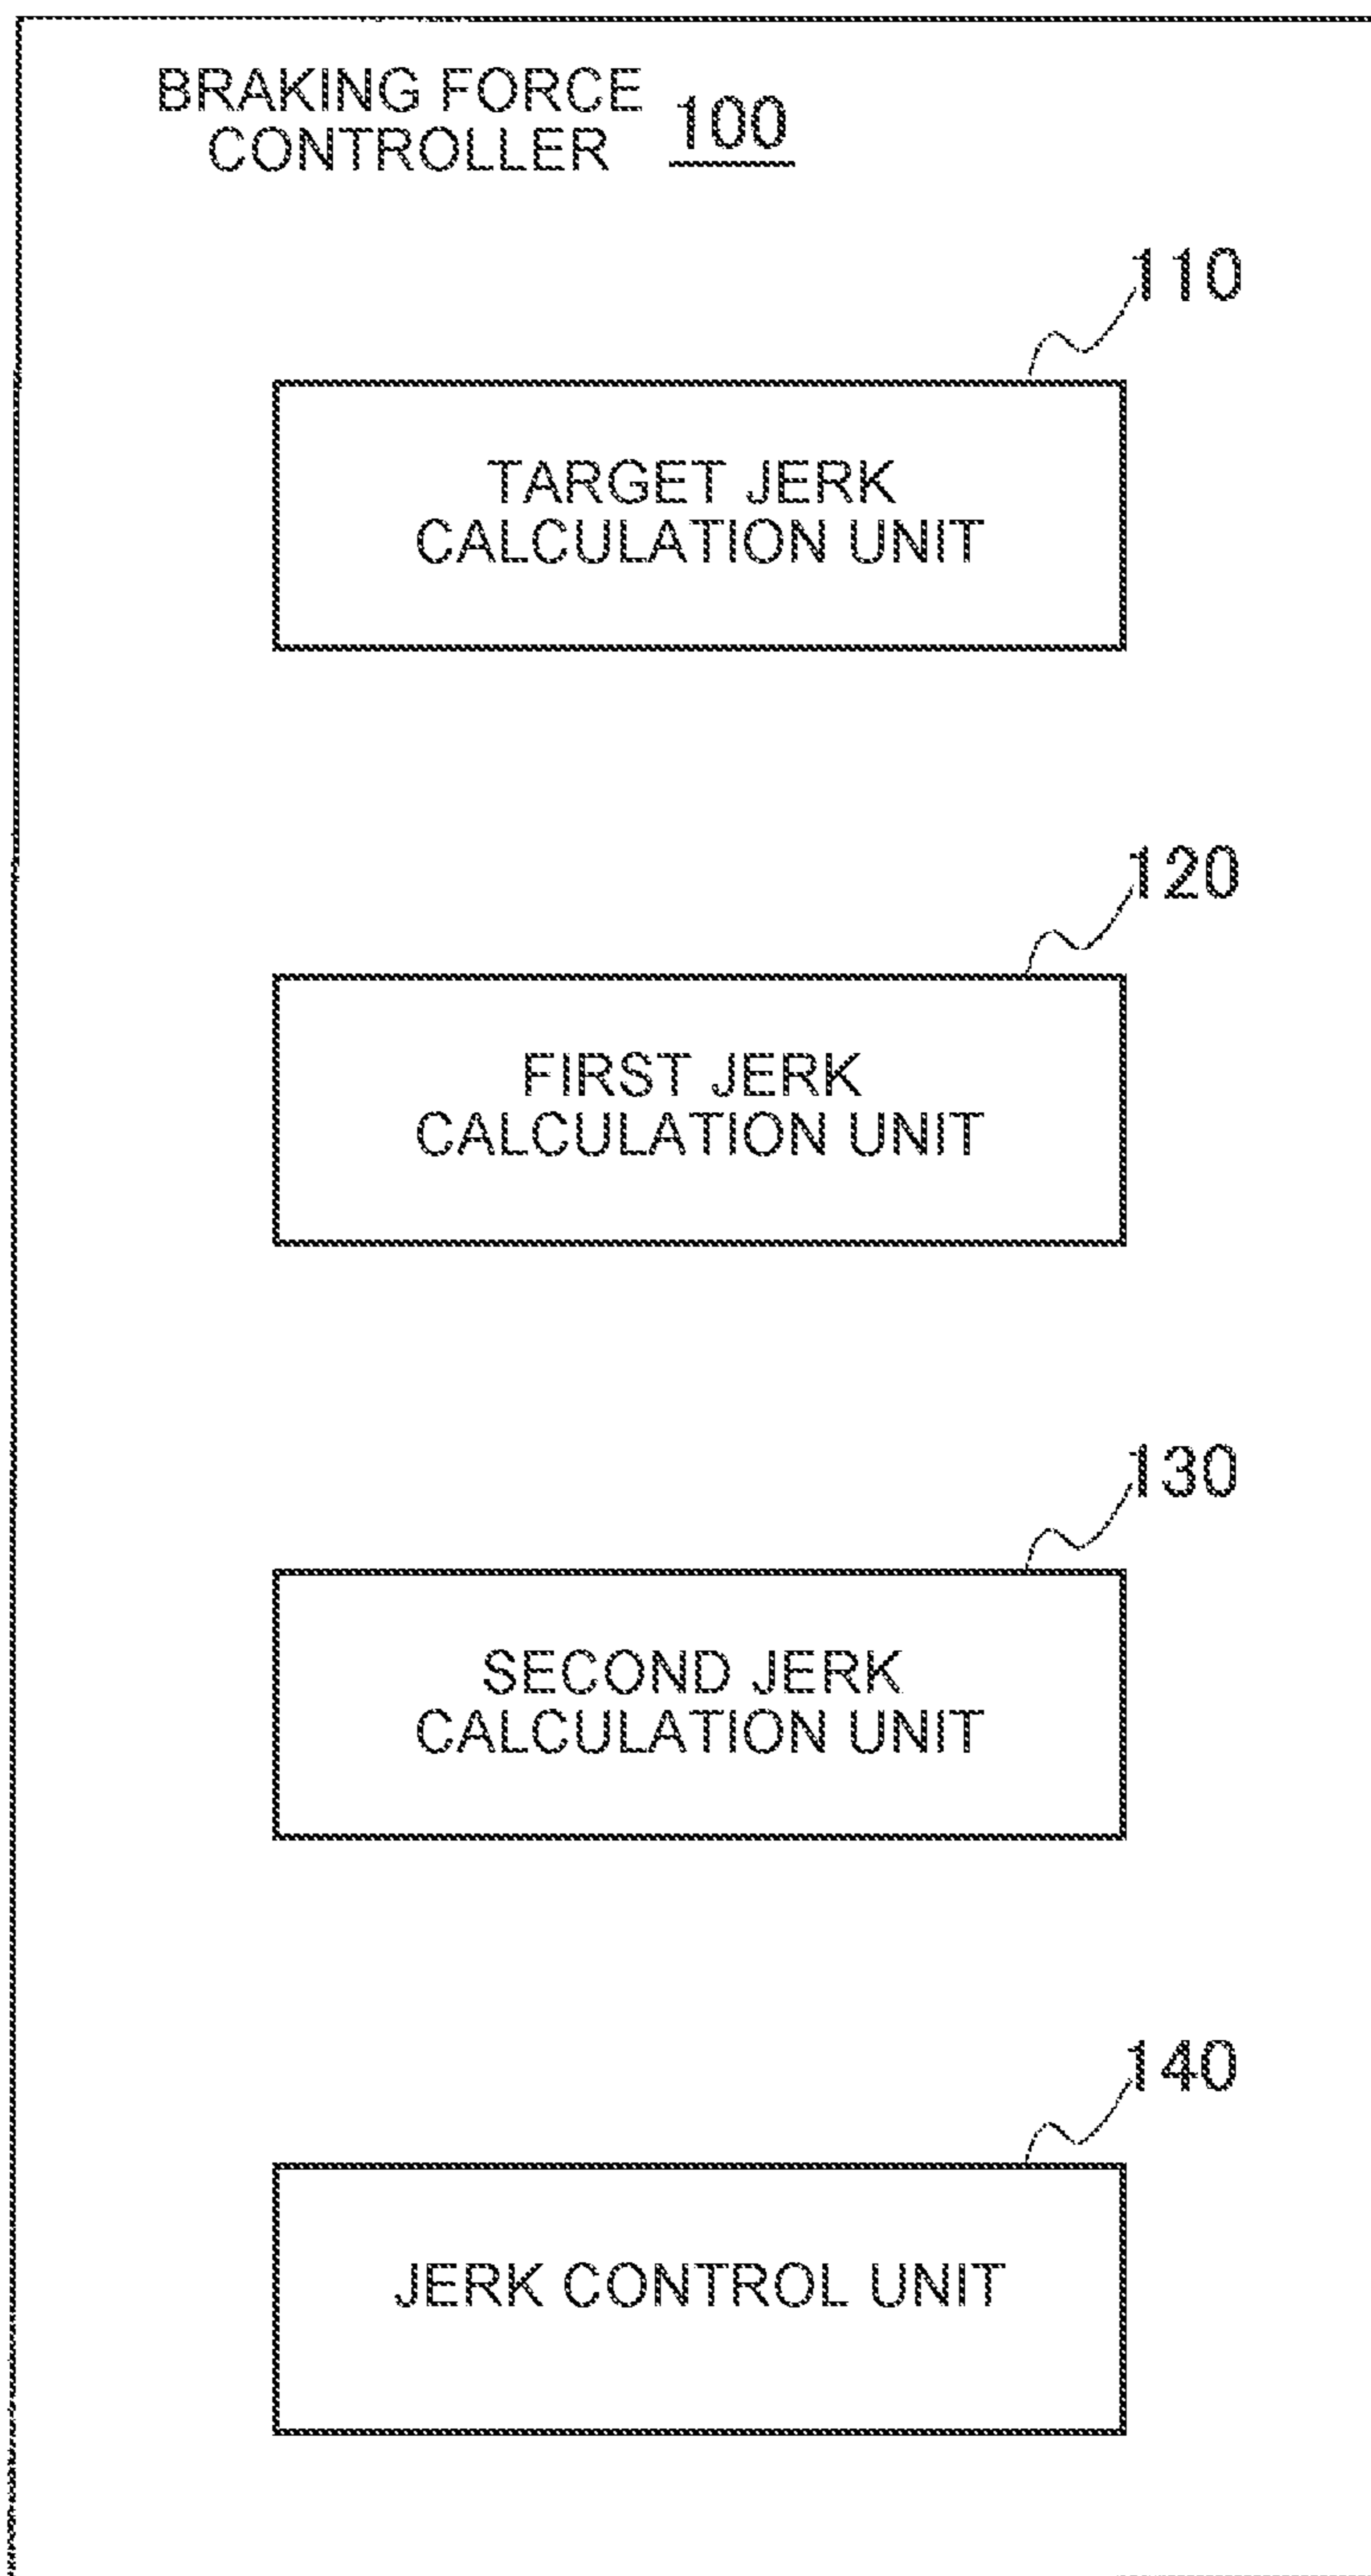 BRAKING FORCE
CONTROLLER 100
110
TARGET JERK
CALCULATION UNIT
120
FIRST JERK
CALCULATION UNIT
130
SECOND JERK
CALCULATION UNIT
140
JERK CONTROL UNIT